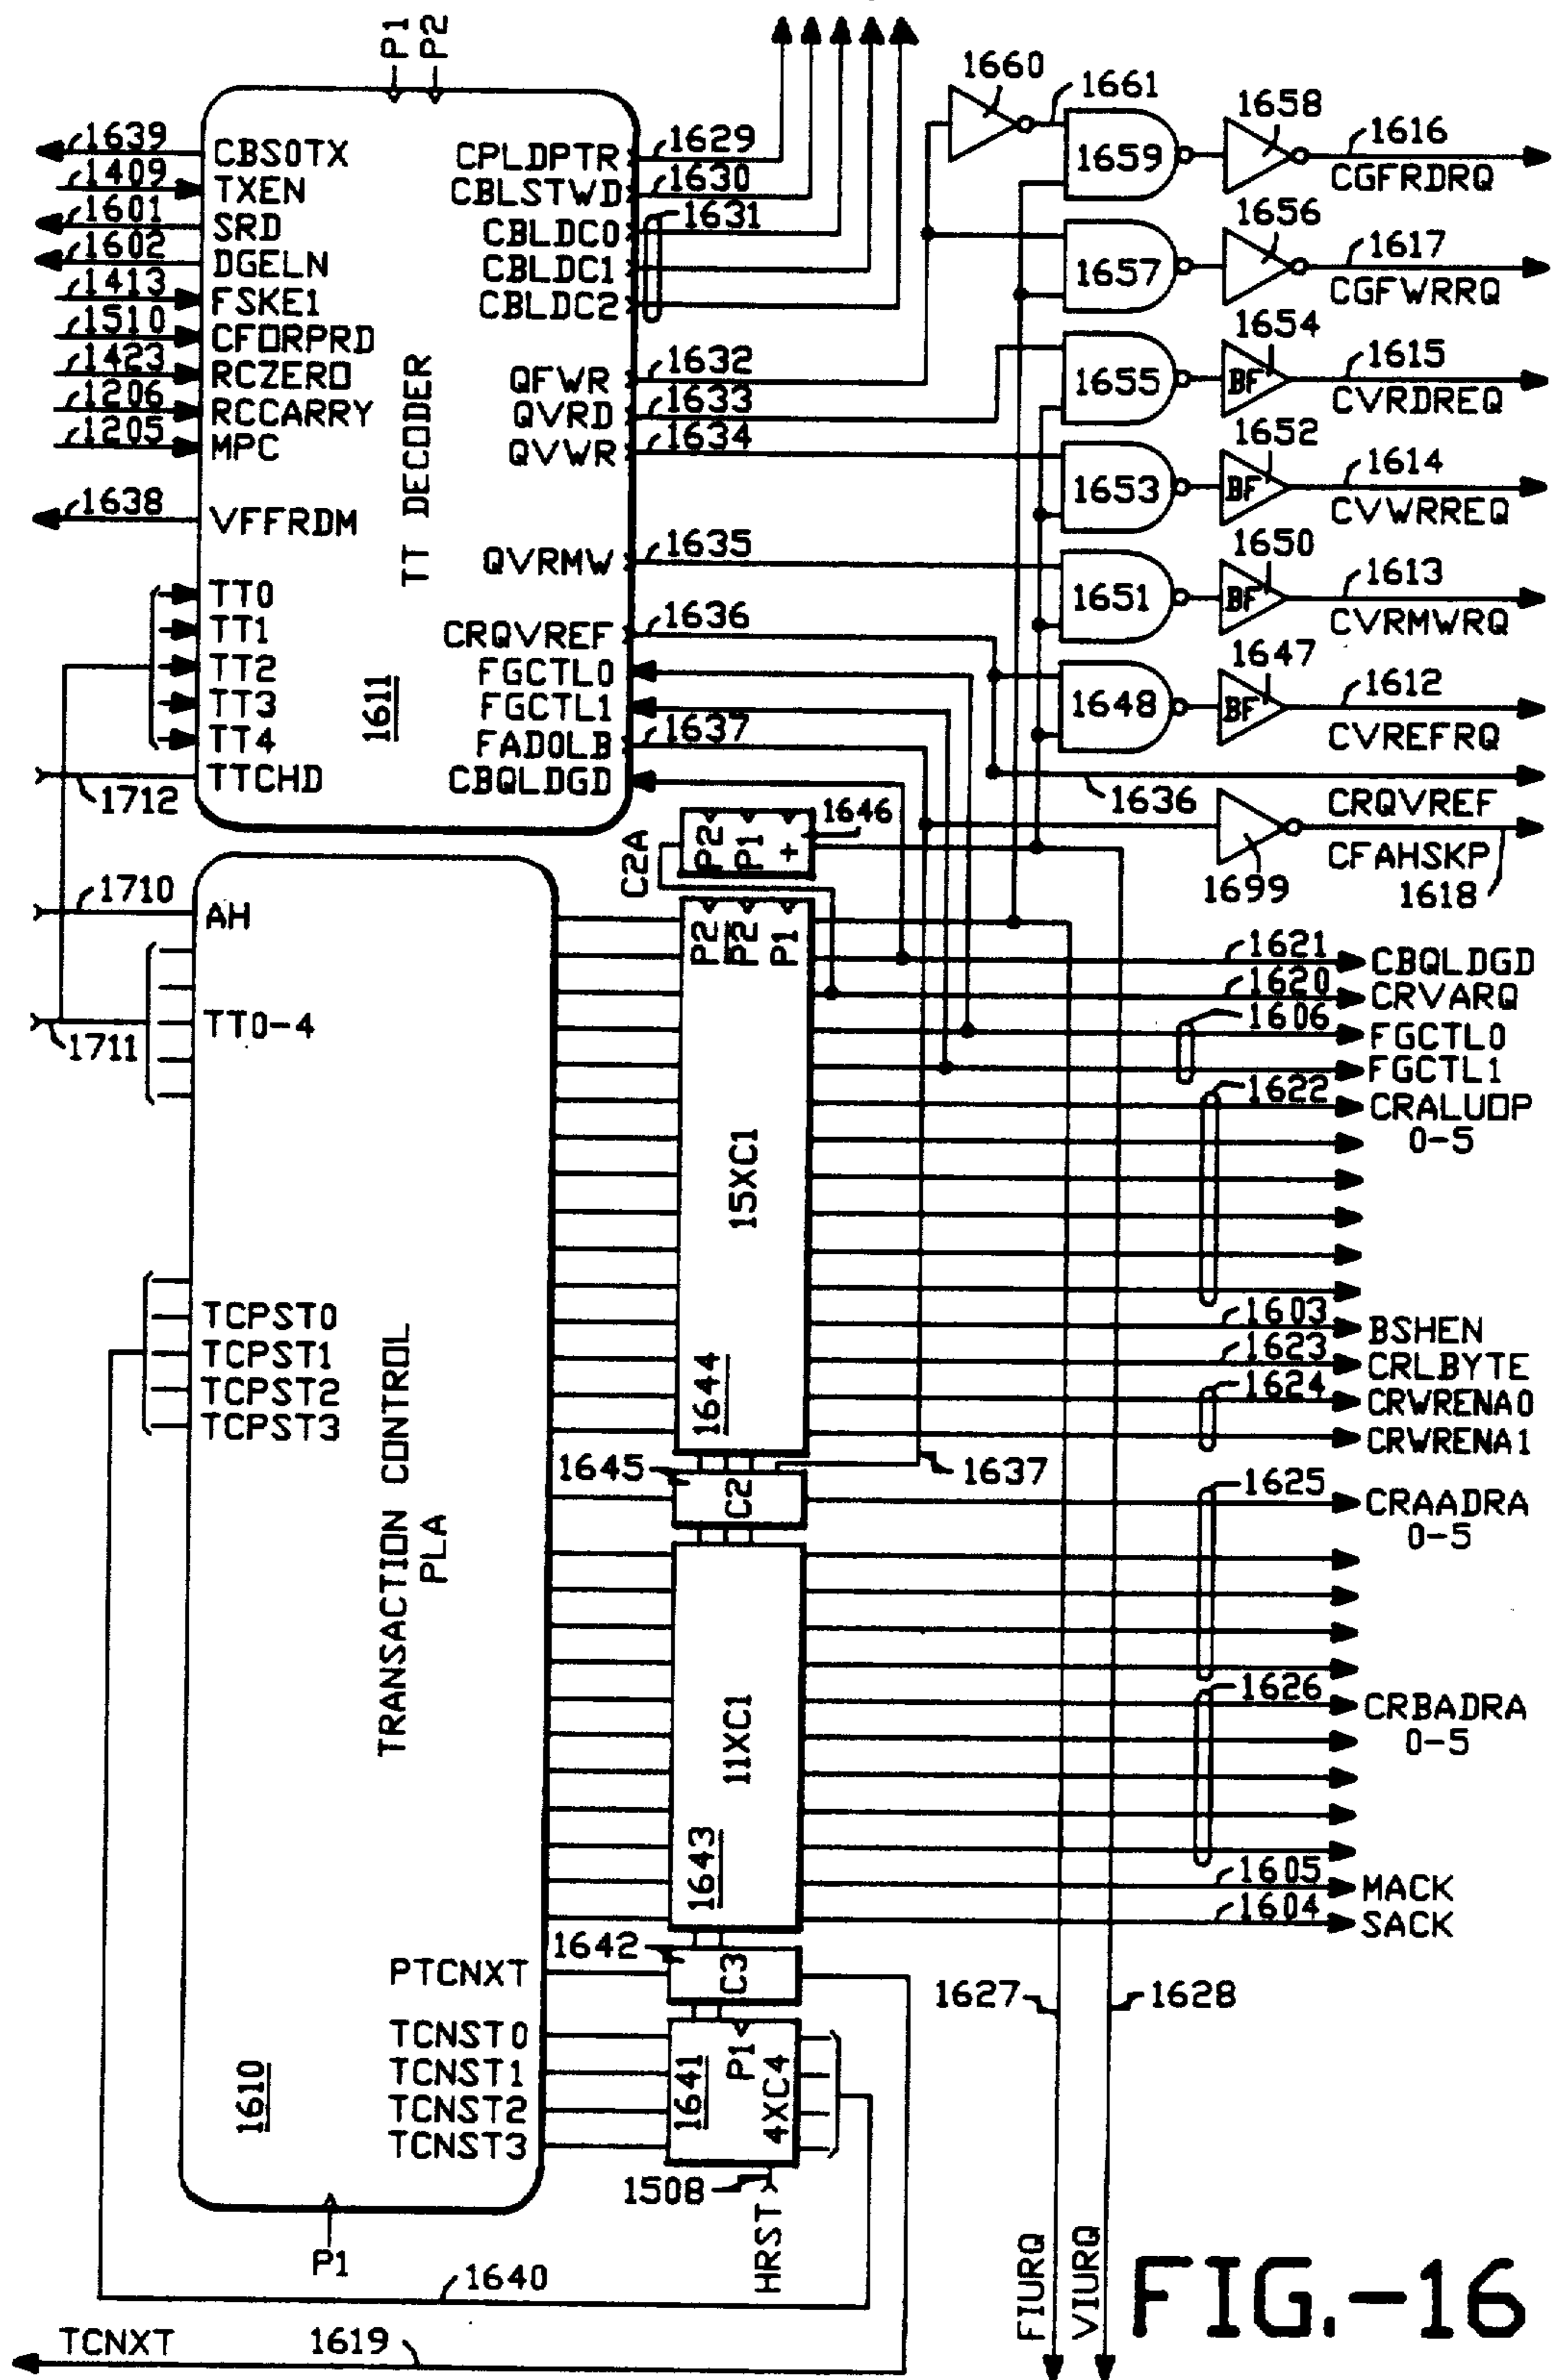 P1
P2
1639
CBSOTX
1409
TXEN
1601
SRD
1602
DGELN
1413
FSKE1
1510
CFORPRD
1423
RCZERO
1206
RCCARRY
1205
MPC
1638
VFFRDM
TT0
TT1
TT2
TT3
TT4
TTCHD
1712
TT DECODER
1611
CPLDPTR
1629
CBLSTWD
1630
CBLDC0
1631
CBLDC1
CBLDC2
QFWR
1632
QVRD
1633
QVWR
1634
QVRMW
1635
CRQVREF
1636
FGCTL0
FGCTL1
FADOLB
1637
CBQLDGD
1660
1661
1659
1658
1616
CGFRDRQ
1657
1656
1617
CGFWRRQ
1655
1654
BF
1615
CVRDREQ
1653
1652
BF
1614
CVWRREQ
1651
1650
BF
1613
CVRMWRQ
1648
1647
BF
1612
CVREFRQ
1636
CRQVREF
1699
CFAHSKP
1618
C2A
P2
P1
+
1646
1710
AH
1711
TT0-4
TCPST0
TCPST1
TCPST2
TCPST3
TRANSACTION CONTROL
PLA
1610
PTCNXT
TCNST0
TCNST1
TCNST2
TCNST3
P1
P2
P2
P1
15XC1
1644
1645
C2
1637
11XC1
1643
1642
C3
1641
P1
4XC4
1508
HRST
1621
CBQLDGD
1620
CRVARQ
1606
FGCTL0
FGCTL1
1622
CRALUOP
0-5
1603
BSHEN
1623
CRLBYTE
1624
CRWRENA0
CRWRENA1
1625
CRAADRA
0-5
1626
CRBADRA
0-5
1605
MACK
1604
SACK
1627
1628
FIURQ
VIURQ
1640
TCNXT
1619
FIG.-16